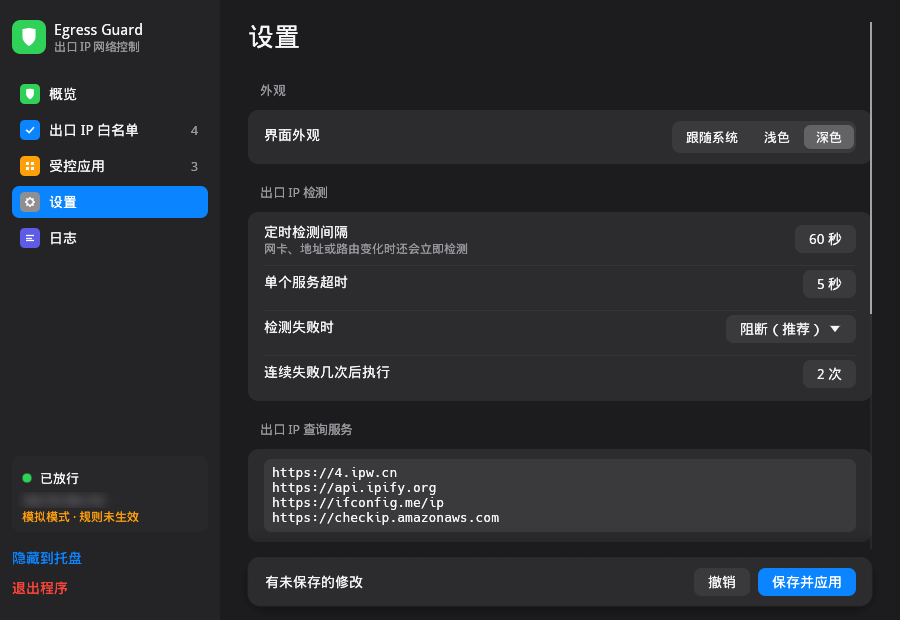 Egress Guard
出口 IP 网络控制
概览
出口 IP 白名单 4
受控应用 3
设置
日志
已放行
模拟模式 · 规则未生效
隐藏到托盘
退出程序
设置
外观
界面外观 跟随系统 浅色 深色
出口 IP 检测
定时检测间隔 60 秒
网卡、地址或路由变化时还会立即检测
单个服务超时 5 秒
检测失败时 阻断（推荐）
连续失败几次后执行 2 次
出口 IP 查询服务
https://4.ipw.cn
https://api.ipify.org
https://ifconfig.me/ip
https://checkip.amazonaws.com
有未保存的修改 撤销 保存并应用